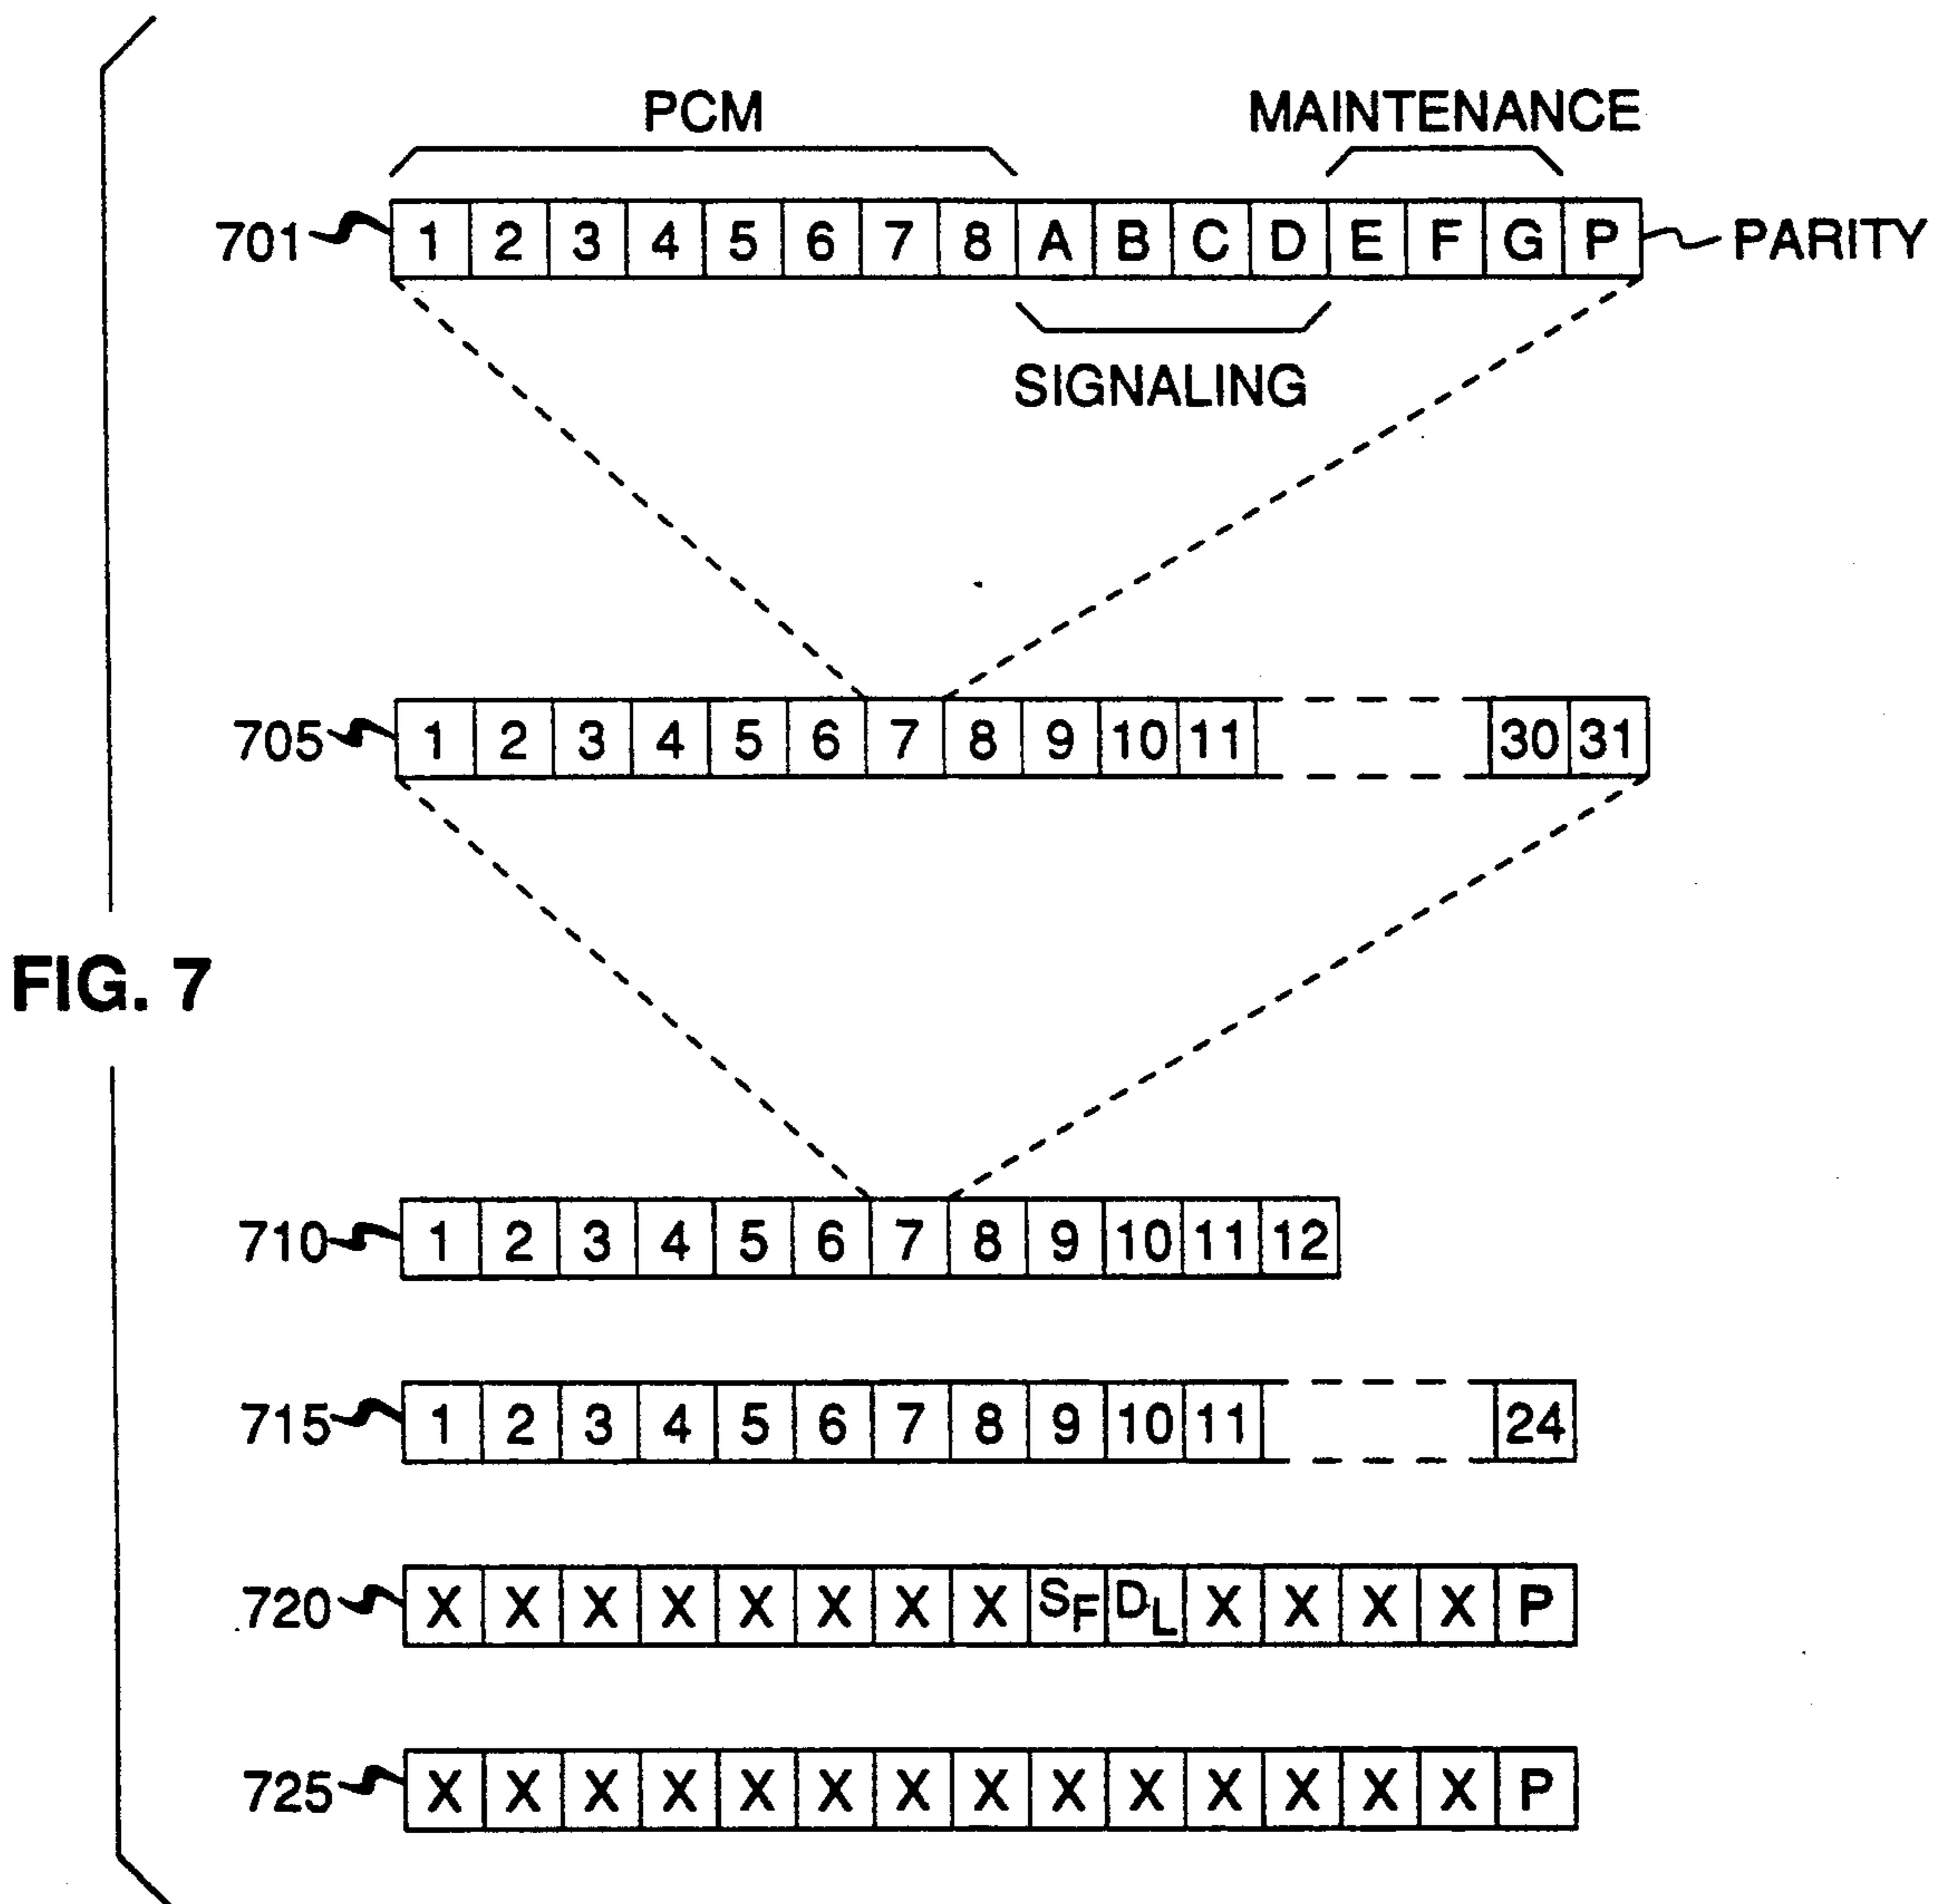 PCM MAINTENANCE
701 1 2 3 4 5 6 7 8 A B C D E F G P PARITY
SIGNALING
705 1 2 3 4 5 6 7 8 9 10 11 30 31
FIG. 7
710 1 2 3 4 5 6 7 8 9 10 11 12
715 1 2 3 4 5 6 7 8 9 10 11 24
720 X X X X X X X X SF DL X X X X P
725 X X X X X X X X X X X X X X P